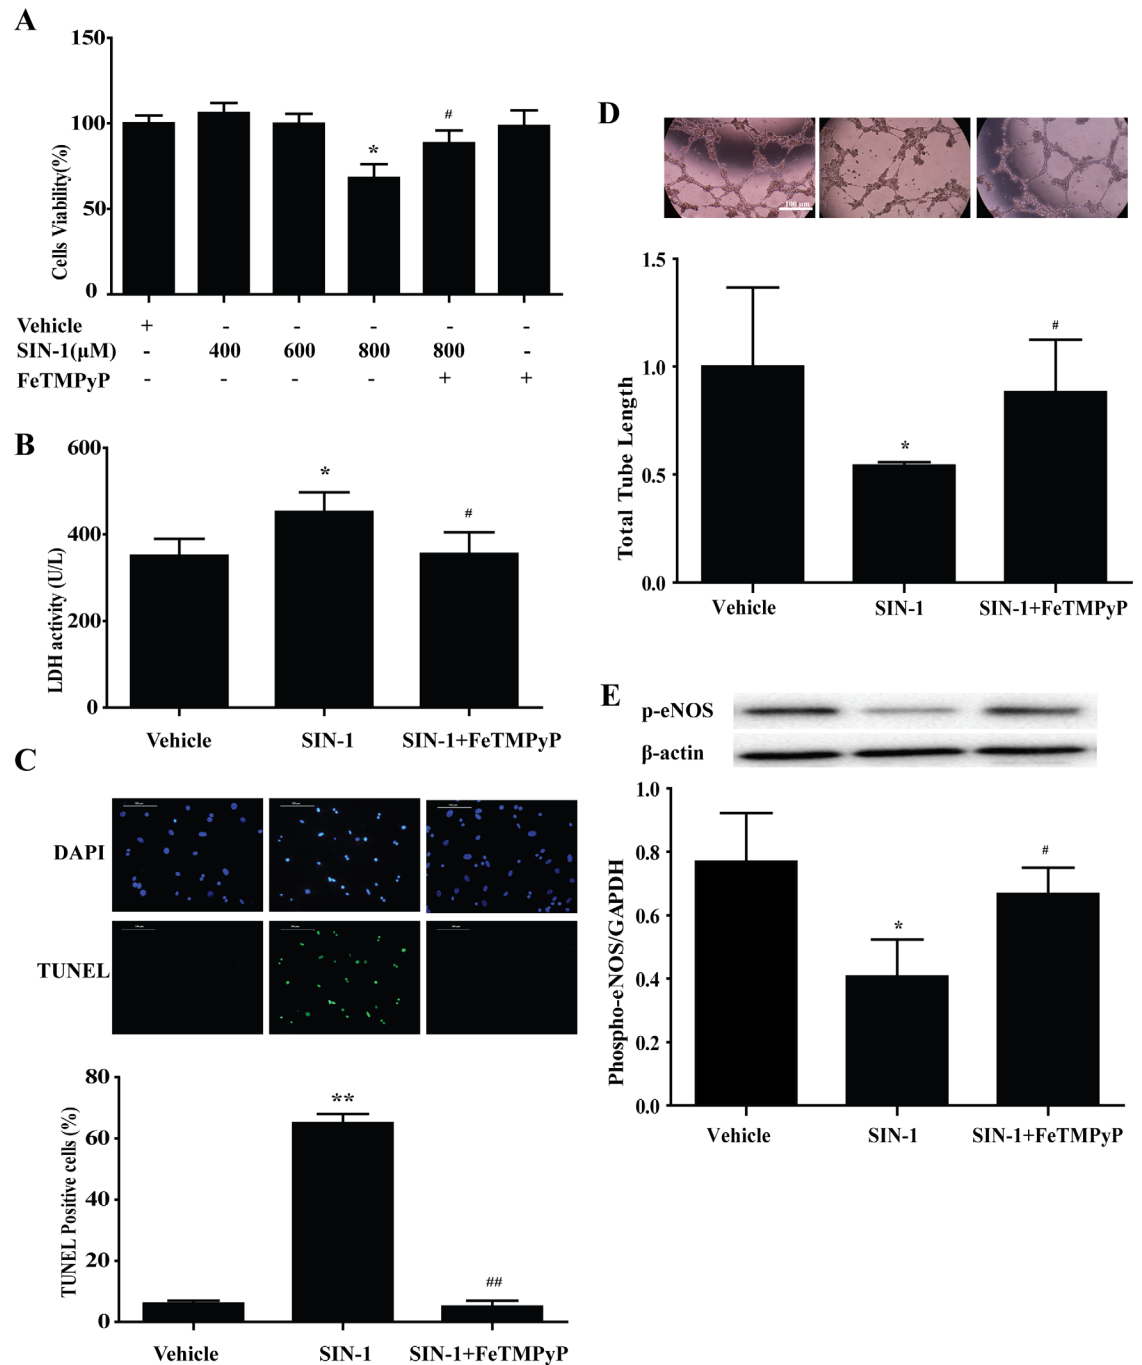 A
150
100
50
0
Cells Viability(%)
*
#
Vehicle + - - - - -
SIN-1(μM) - 400 600 800 800 -
FeTMPyP - - - - + +
B
600
400
200
0
LDH activity (U/L)
*
#
Vehicle SIN-1 SIN-1+FeTMPyP
C
DAPI
TUNEL
80
60
40
20
0
TUNEL Positive cells (%)
**
##
Vehicle SIN-1 SIN-1+FeTMPyP
D
100 μm
1.5
1.0
0.5
0.0
Total Tube Length
*
#
Vehicle SIN-1 SIN-1+FeTMPyP
E
p-eNOS
β-actin
1.0
0.8
0.6
0.4
0.2
0.0
Phospho-eNOS/GAPDH
*
#
Vehicle SIN-1 SIN-1+FeTMPyP